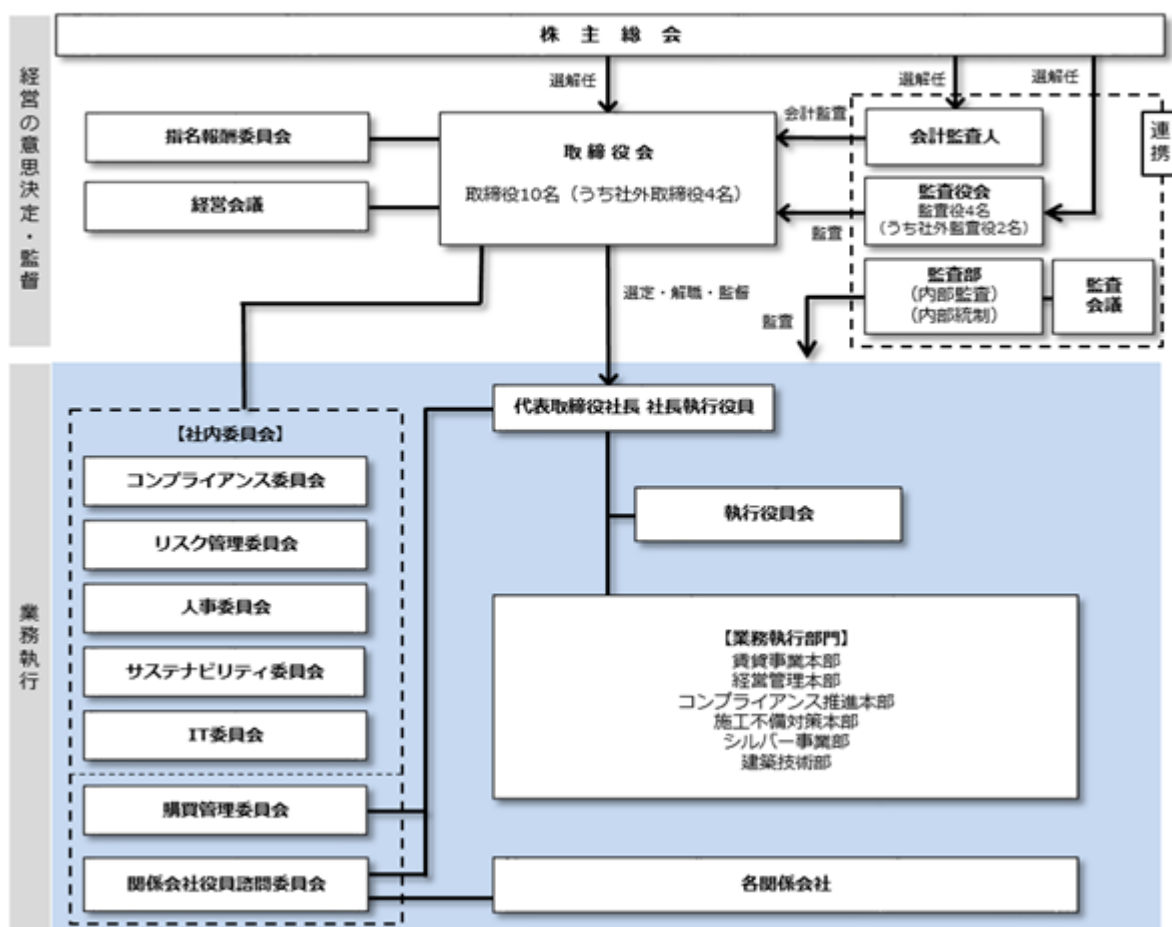 株主総会
経営の意思決定・監督
選解任
選解任
選解任
指名報酬委員会
経営会議
取締役会
取締役10名（うち社外取締役4名）
会計監査
監査
会計監査人
監査役会
監査役4名
（うち社外監査役2名）
監査部
（内部監査）
（内部統制）
監査
会議
連携
選定・解職・監督
監査
業務執行
代表取締役社長 社長執行役員
【社内委員会】
コンプライアンス委員会
リスク管理委員会
人事委員会
サステナビリティ委員会
IT委員会
購買管理委員会
関係会社役員諮問委員会
執行役員会
【業務執行部門】
賃貸事業本部
経営管理本部
コンプライアンス推進本部
施工不備対策本部
シルバー事業部
建築技術部
各関係会社